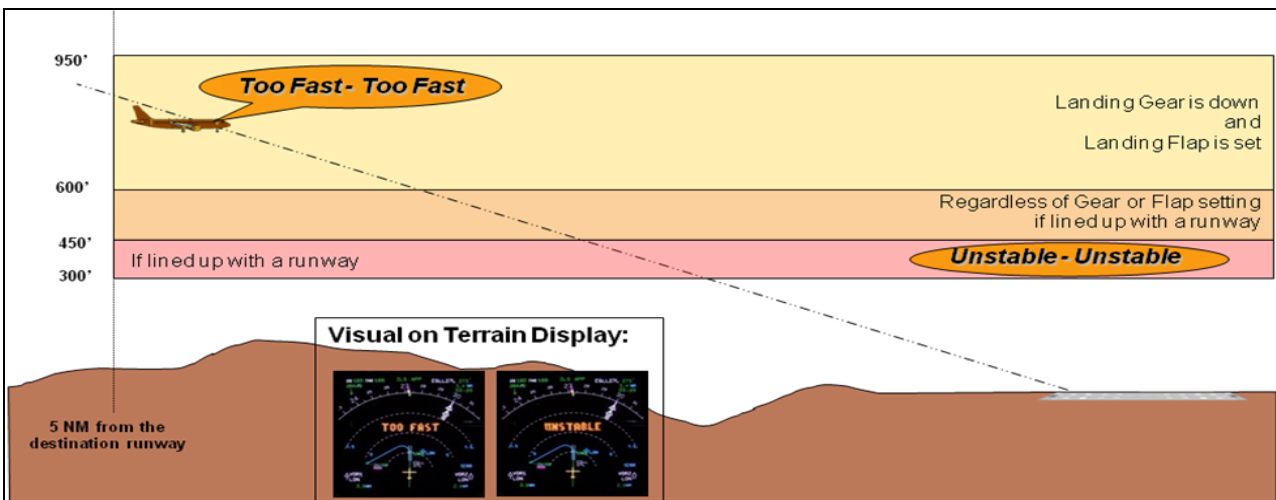 950’
Too Fast - Too Fast
Landing Gear is down
and
Landing Flap is set
600’
Regardless of Gear or Flap setting
if lined up with a runway
450’
If lined up with a runway
Unstable - Unstable
300’
Visual on Terrain Display:
TOO FAST
UNSTABLE
5 NM from the
destination runway